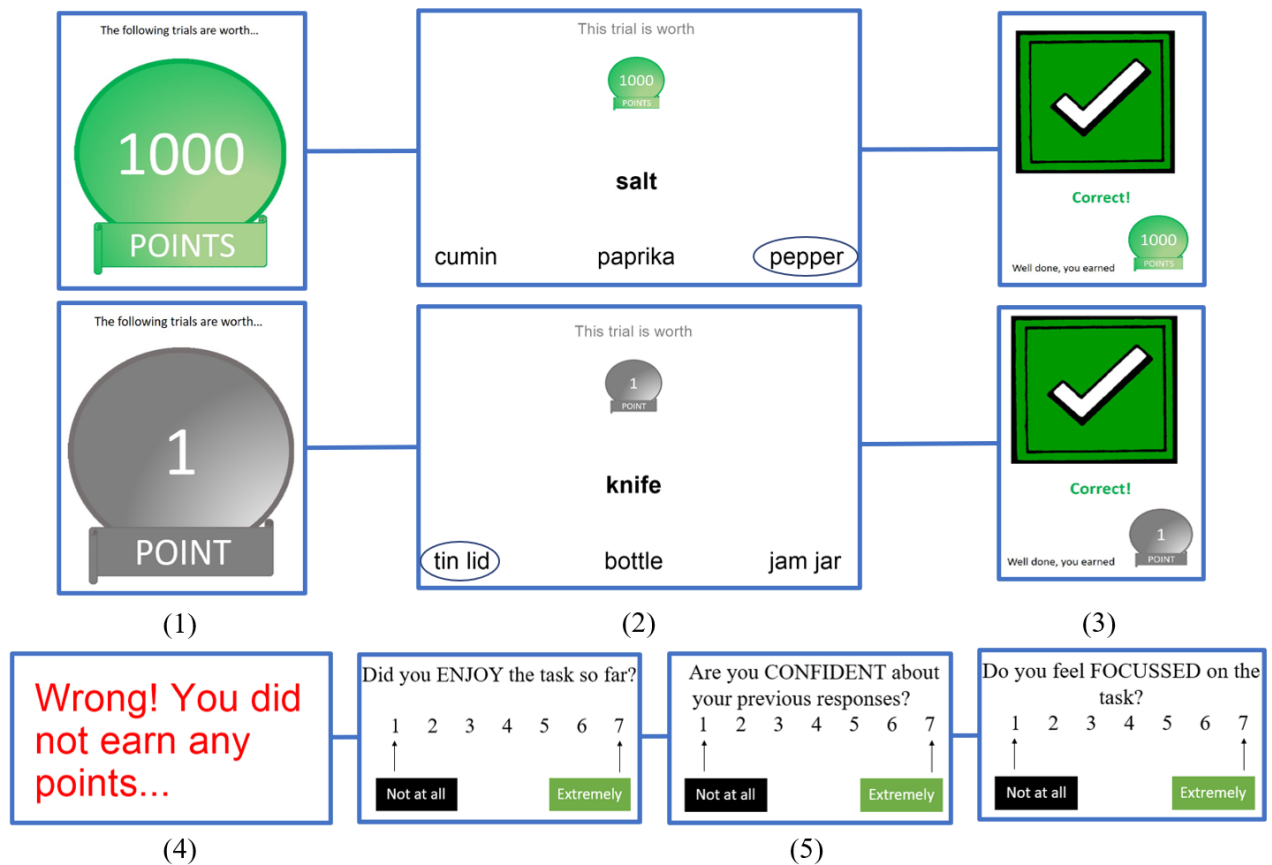 The following trials are worth...
1000
POINTS
This trial is worth
1000
POINTS
salt
cumin paprika pepper
Correct!
1000
POINTS
Well done, you earned
The following trials are worth...
1
POINT
This trial is worth
1
POINT
knife
tin lid bottle jam jar
Correct!
1
POINT
Well done, you earned
(1) (2) (3)
Wrong! You did
not earn any
points...
Did you ENJOY the task so far?
1 2 3 4 5 6 7
Not at all Extremely
Are you CONFIDENT about
your previous responses?
1 2 3 4 5 6 7
Not at all Extremely
Do you feel FOCUSSED on the
task?
1 2 3 4 5 6 7
Not at all Extremely
(4) (5)